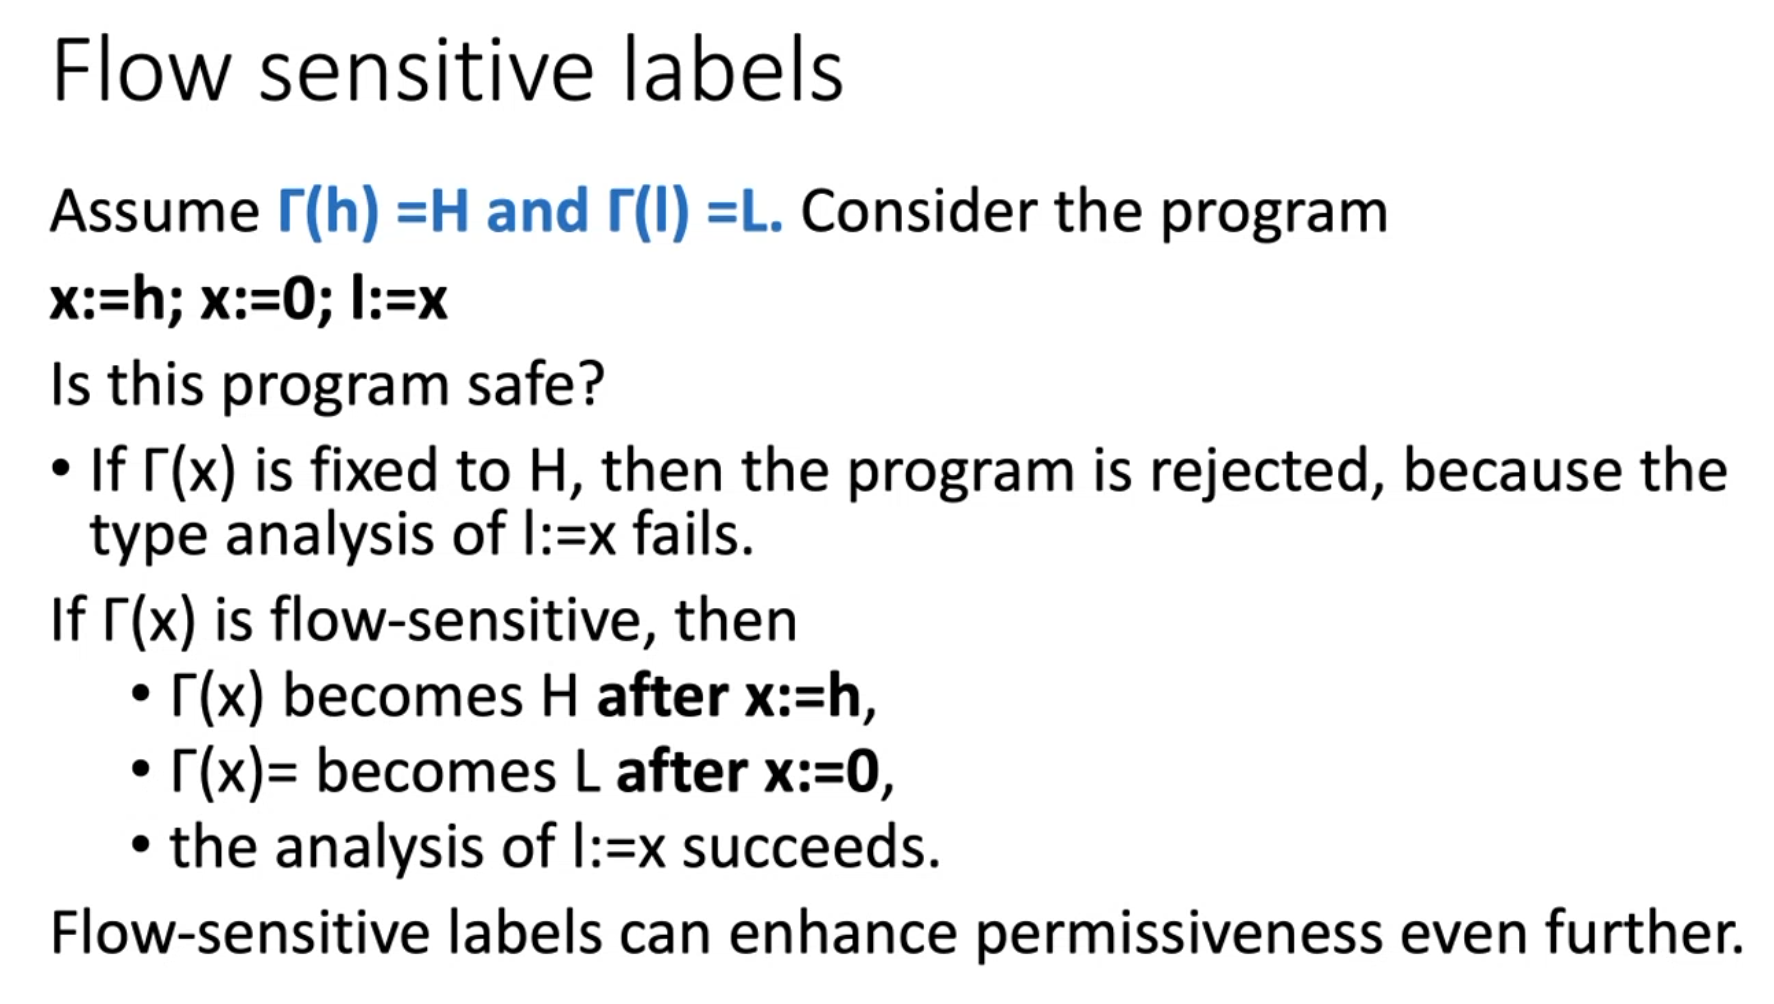 Flow sensitive labels
Assume Γ(h) =H and Γ(l) =L. Consider the program
x:=h; x:=0; l:=x
Is this program safe?
• If Γ(x) is fixed to H, then the program is rejected, because the
type analysis of l:=x fails.
If Γ(x) is flow-sensitive, then
• Γ(x) becomes H after x:=h,
• Γ(x)= becomes L after x:=0,
• the analysis of l:=x succeeds.
Flow-sensitive labels can enhance permissiveness even further.